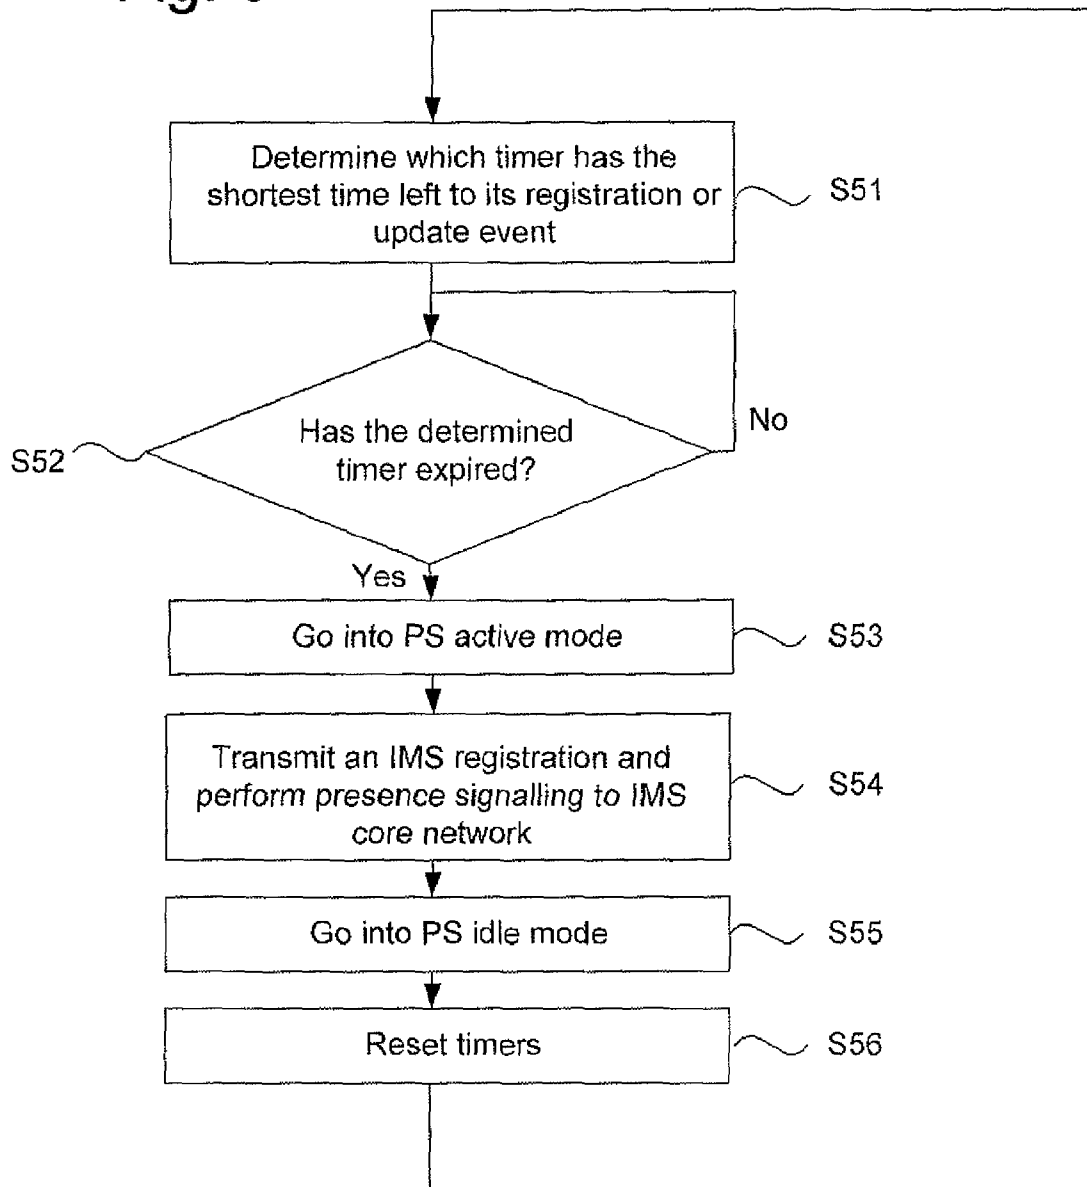 Determine which timer has the
shortest time left to its registration or
update event
S51
No
Has the determined
timer expired?
S52
Yes
Go into PS active mode
S53
Transmit an IMS registration and
perform presence signalling to IMS
core network
S54
Go into PS idle mode
S55
Reset timers
S56